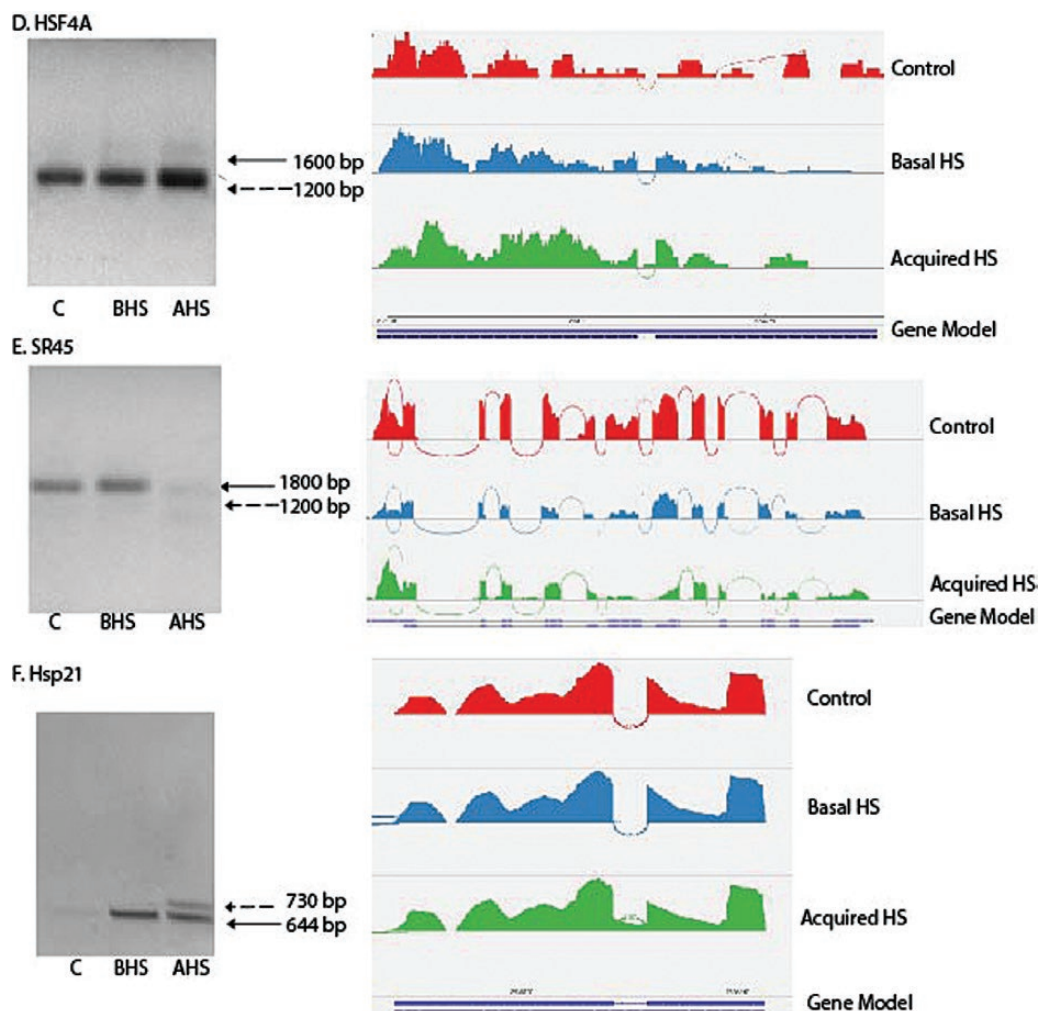 D. HSF4A
Control
1600 bp
Basal HS
1200 bp
Acquired HS
C BHS AHS
Gene Model
E. SR45
Control
1800 bp
1200 bp
Basal HS
Acquired HS
C BHS AHS
Gene Model
F. Hsp21
Control
Basal HS
730 bp
644 bp
Acquired HS
C BHS AHS
Gene Model